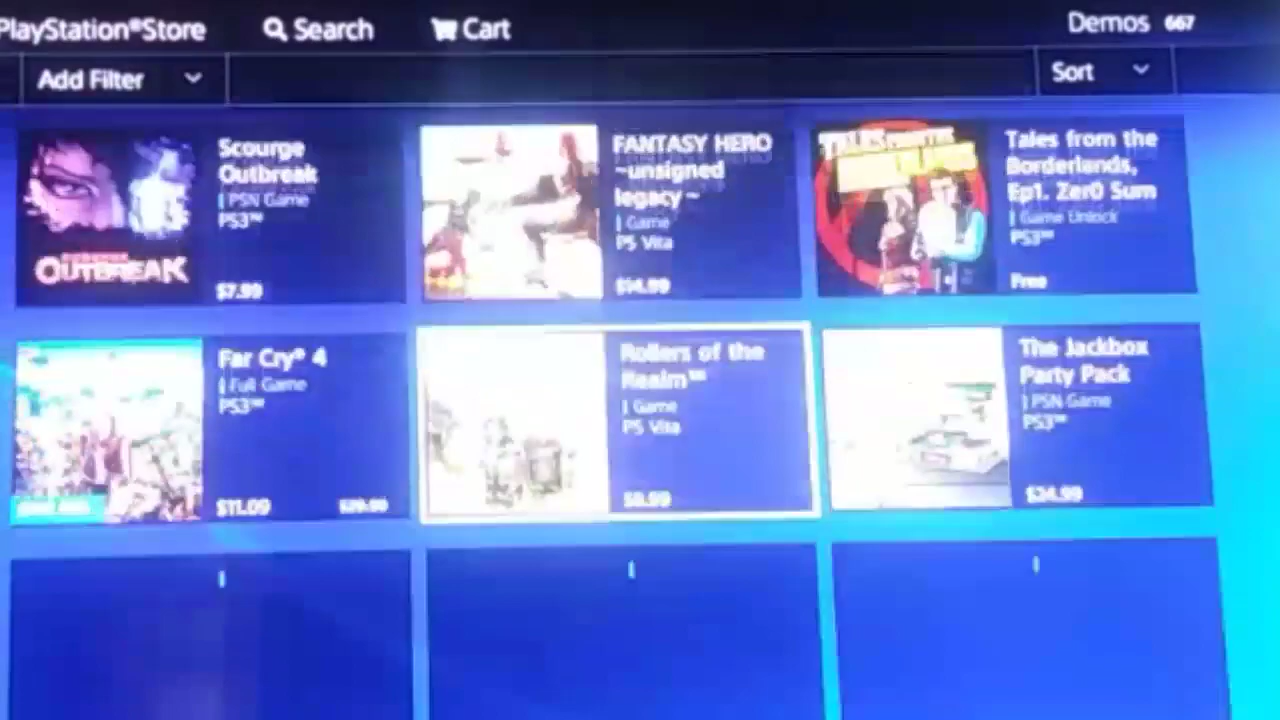 PlayStation®Store
Search
Cart
Demos 667
Add Filter
Sort
Scourge
Outbreak
| PSN Game
PS3™
$7.99
OUTBREAK
FANTASY HERO
~unsigned
legacy ~
| Game
PS Vita
$14.99
Tales from the
Borderlands,
Ep1. Zer0 Sum
| Game Unlock
PS3™
Free
Far Cry® 4
| Full Game
PS3™
$11.09
Rollers of the
Realm™
| Game
PS Vita
The Jackbox
Party Pack
| PSN Game
PS3™
$24.99